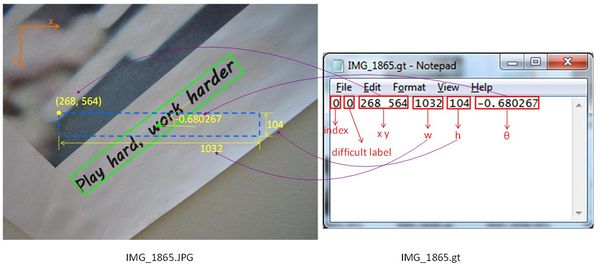 x
y
(268, 564)
Play hard, work harder
-0.680267
104
1032
IMG_1865.JPG
IMG_1865.gt - Notepad
File Edit Format View Help
0 0 268 564 1032 104 -0.680267
index
difficult label
x y
w
h
θ
IMG_1865.gt